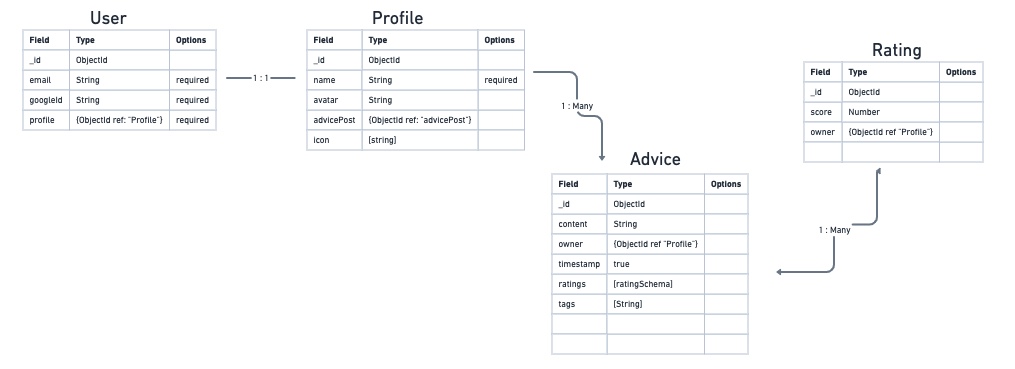 User
Field Type Options
_id ObjectId
email String required
googleId String required
profile {ObjectId ref: "Profile"} required
1 : 1
Profile
Field Type Options
_id ObjectId
name String required
avatar String
advicePost {ObjectId ref: "advicePost"}
icon [string]
1 : Many
Advice
Field Type Options
_id ObjectId
content String
owner {ObjectId ref "Profile"}
timestamp true
ratings [ratingSchema]
tags [String]
1 : Many
Rating
Field Type Options
_id ObjectId
score Number
owner {ObjectId ref "Profile"}